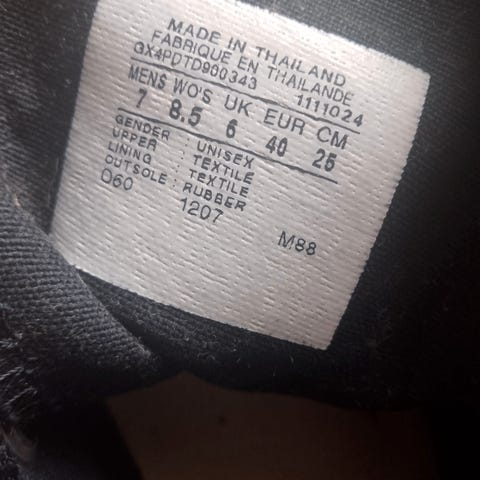 MADE IN THAILAND
FABRIQUE EN THAILANDE
GX4PDTD900343 1111024
MENS WO'S UK EUR CM
7 8.5 6 40 25
GENDER : UNISEX
UPPER : TEXTILE
LINING : TEXTILE
OUTSOLE : RUBBER
D60 1207 M88